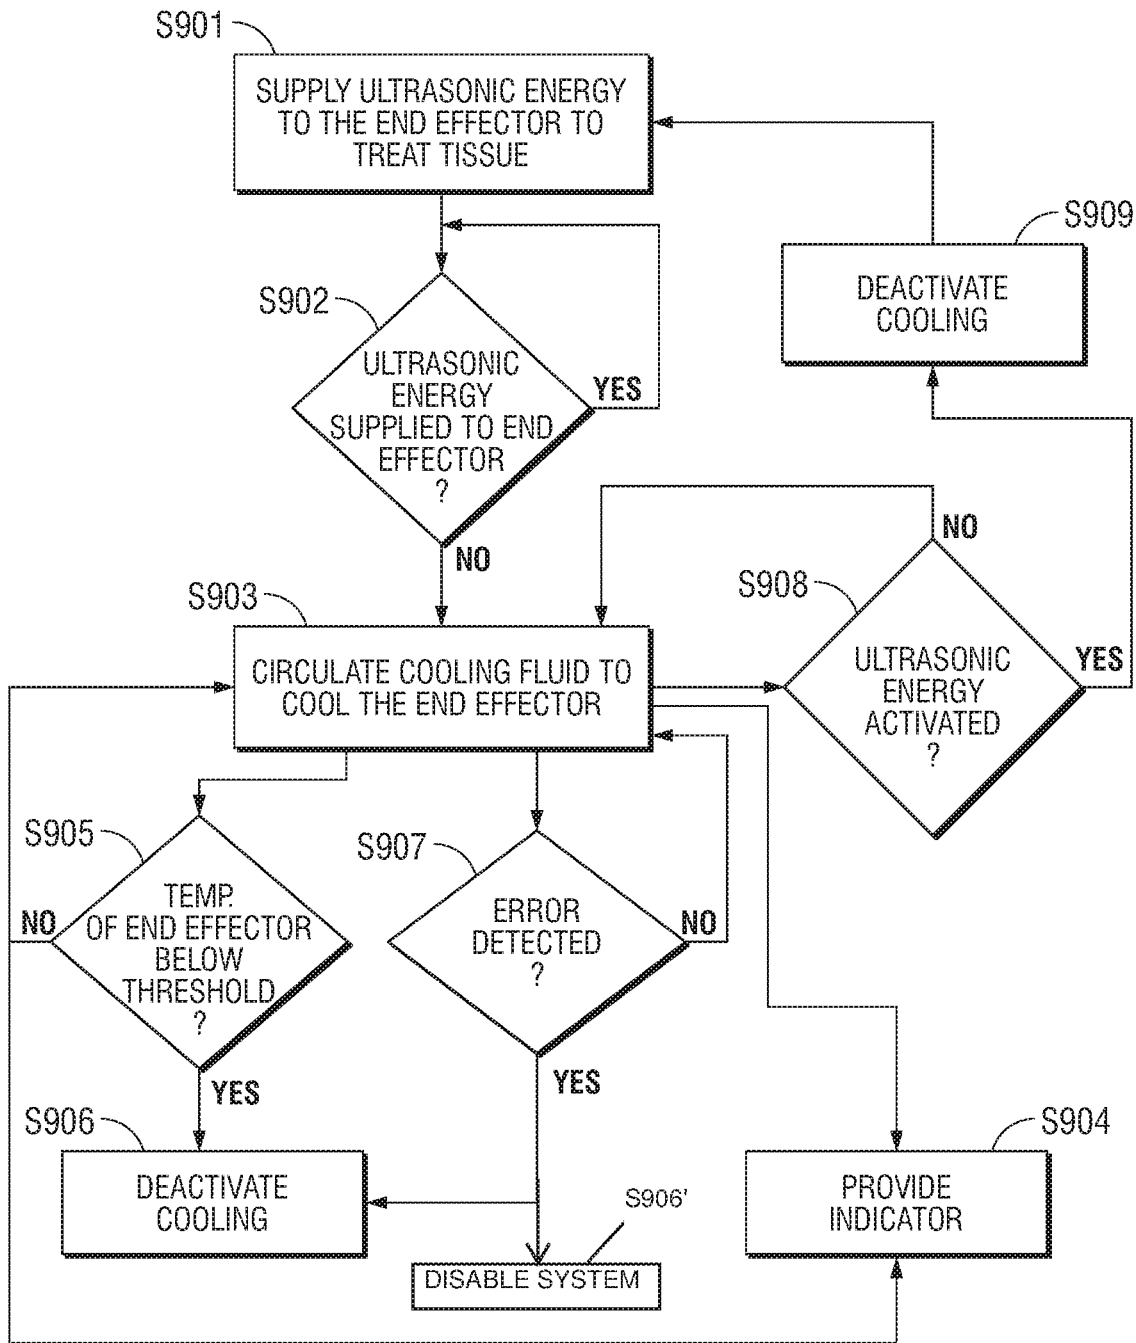 S901
SUPPLY ULTRASONIC ENERGY
TO THE END EFFECTOR TO
TREAT TISSUE
S909
DEACTIVATE
COOLING
S902
ULTRASONIC
ENERGY
SUPPLIED TO END
EFFECTOR
?
YES
NO
S903
CIRCULATE COOLING FLUID TO
COOL THE END EFFECTOR
S908
NO
ULTRASONIC
ENERGY
ACTIVATED
?
YES
S905
TEMP.
OF END EFFECTOR
BELOW
THRESHOLD
?
NO
YES
S907
ERROR
DETECTED
?
NO
YES
S906
DEACTIVATE
COOLING
S906'
DISABLE SYSTEM
S904
PROVIDE
INDICATOR